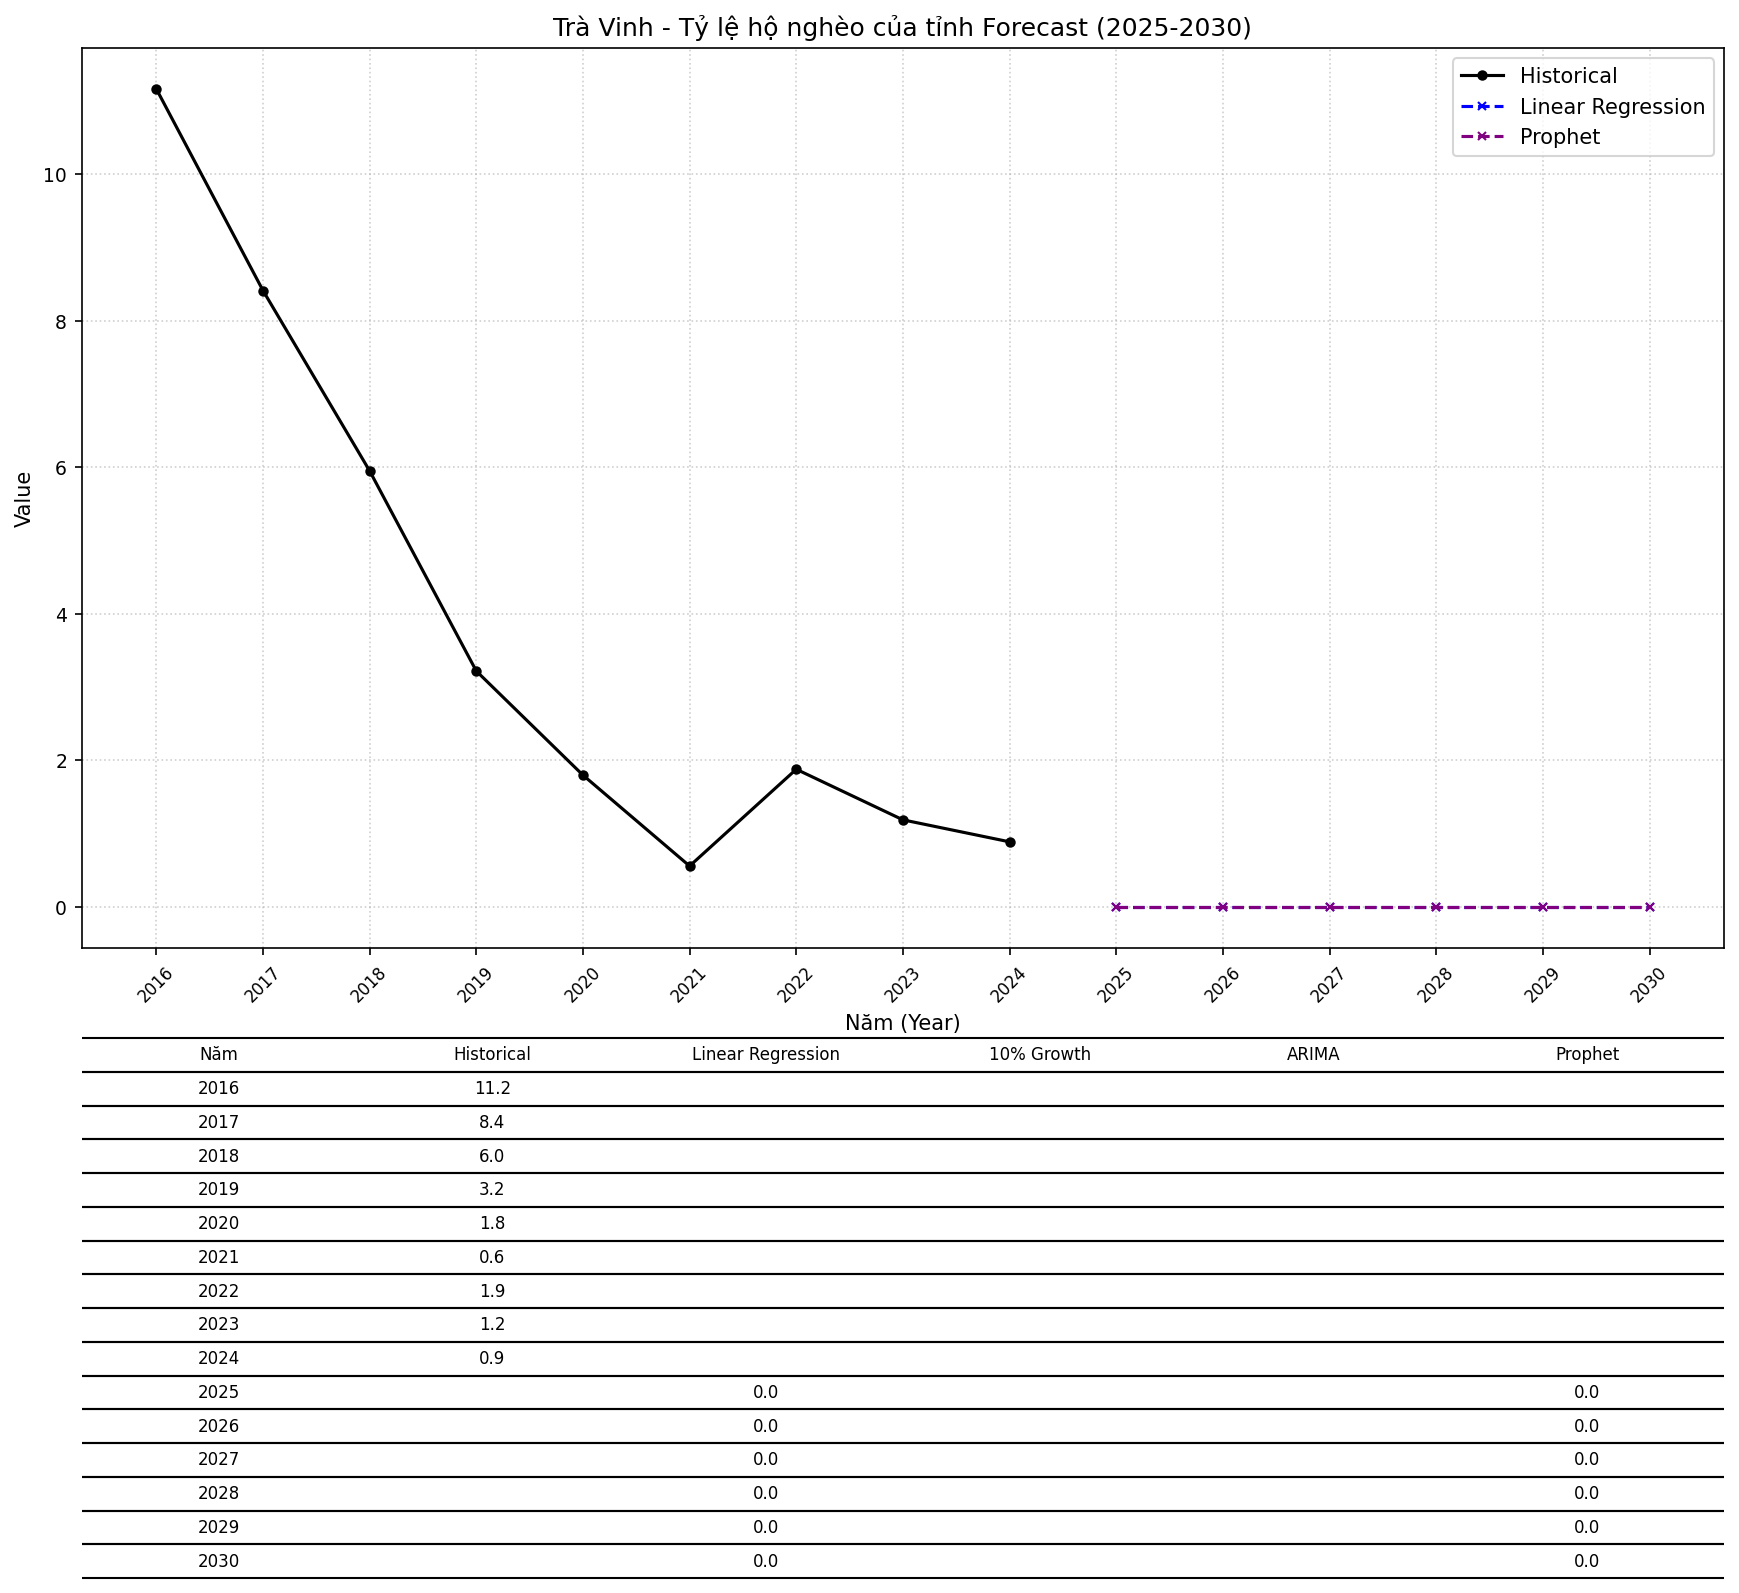 Trà Vinh - Tỷ lệ hộ nghèo của tỉnh Forecast (2025-2030)
Historical
Linear Regression
Prophet
Value
10
8
6
4
2
0
2016 2017 2018 2019 2020 2021 2022 2023 2024 2025 2026 2027 2028 2029 2030
Năm (Year)
Năm Historical Linear Regression 10% Growth ARIMA Prophet
2016 11.2
2017 8.4
2018 6.0
2019 3.2
2020 1.8
2021 0.6
2022 1.9
2023 1.2
2024 0.9
2025 0.0 0.0
2026 0.0 0.0
2027 0.0 0.0
2028 0.0 0.0
2029 0.0 0.0
2030 0.0 0.0